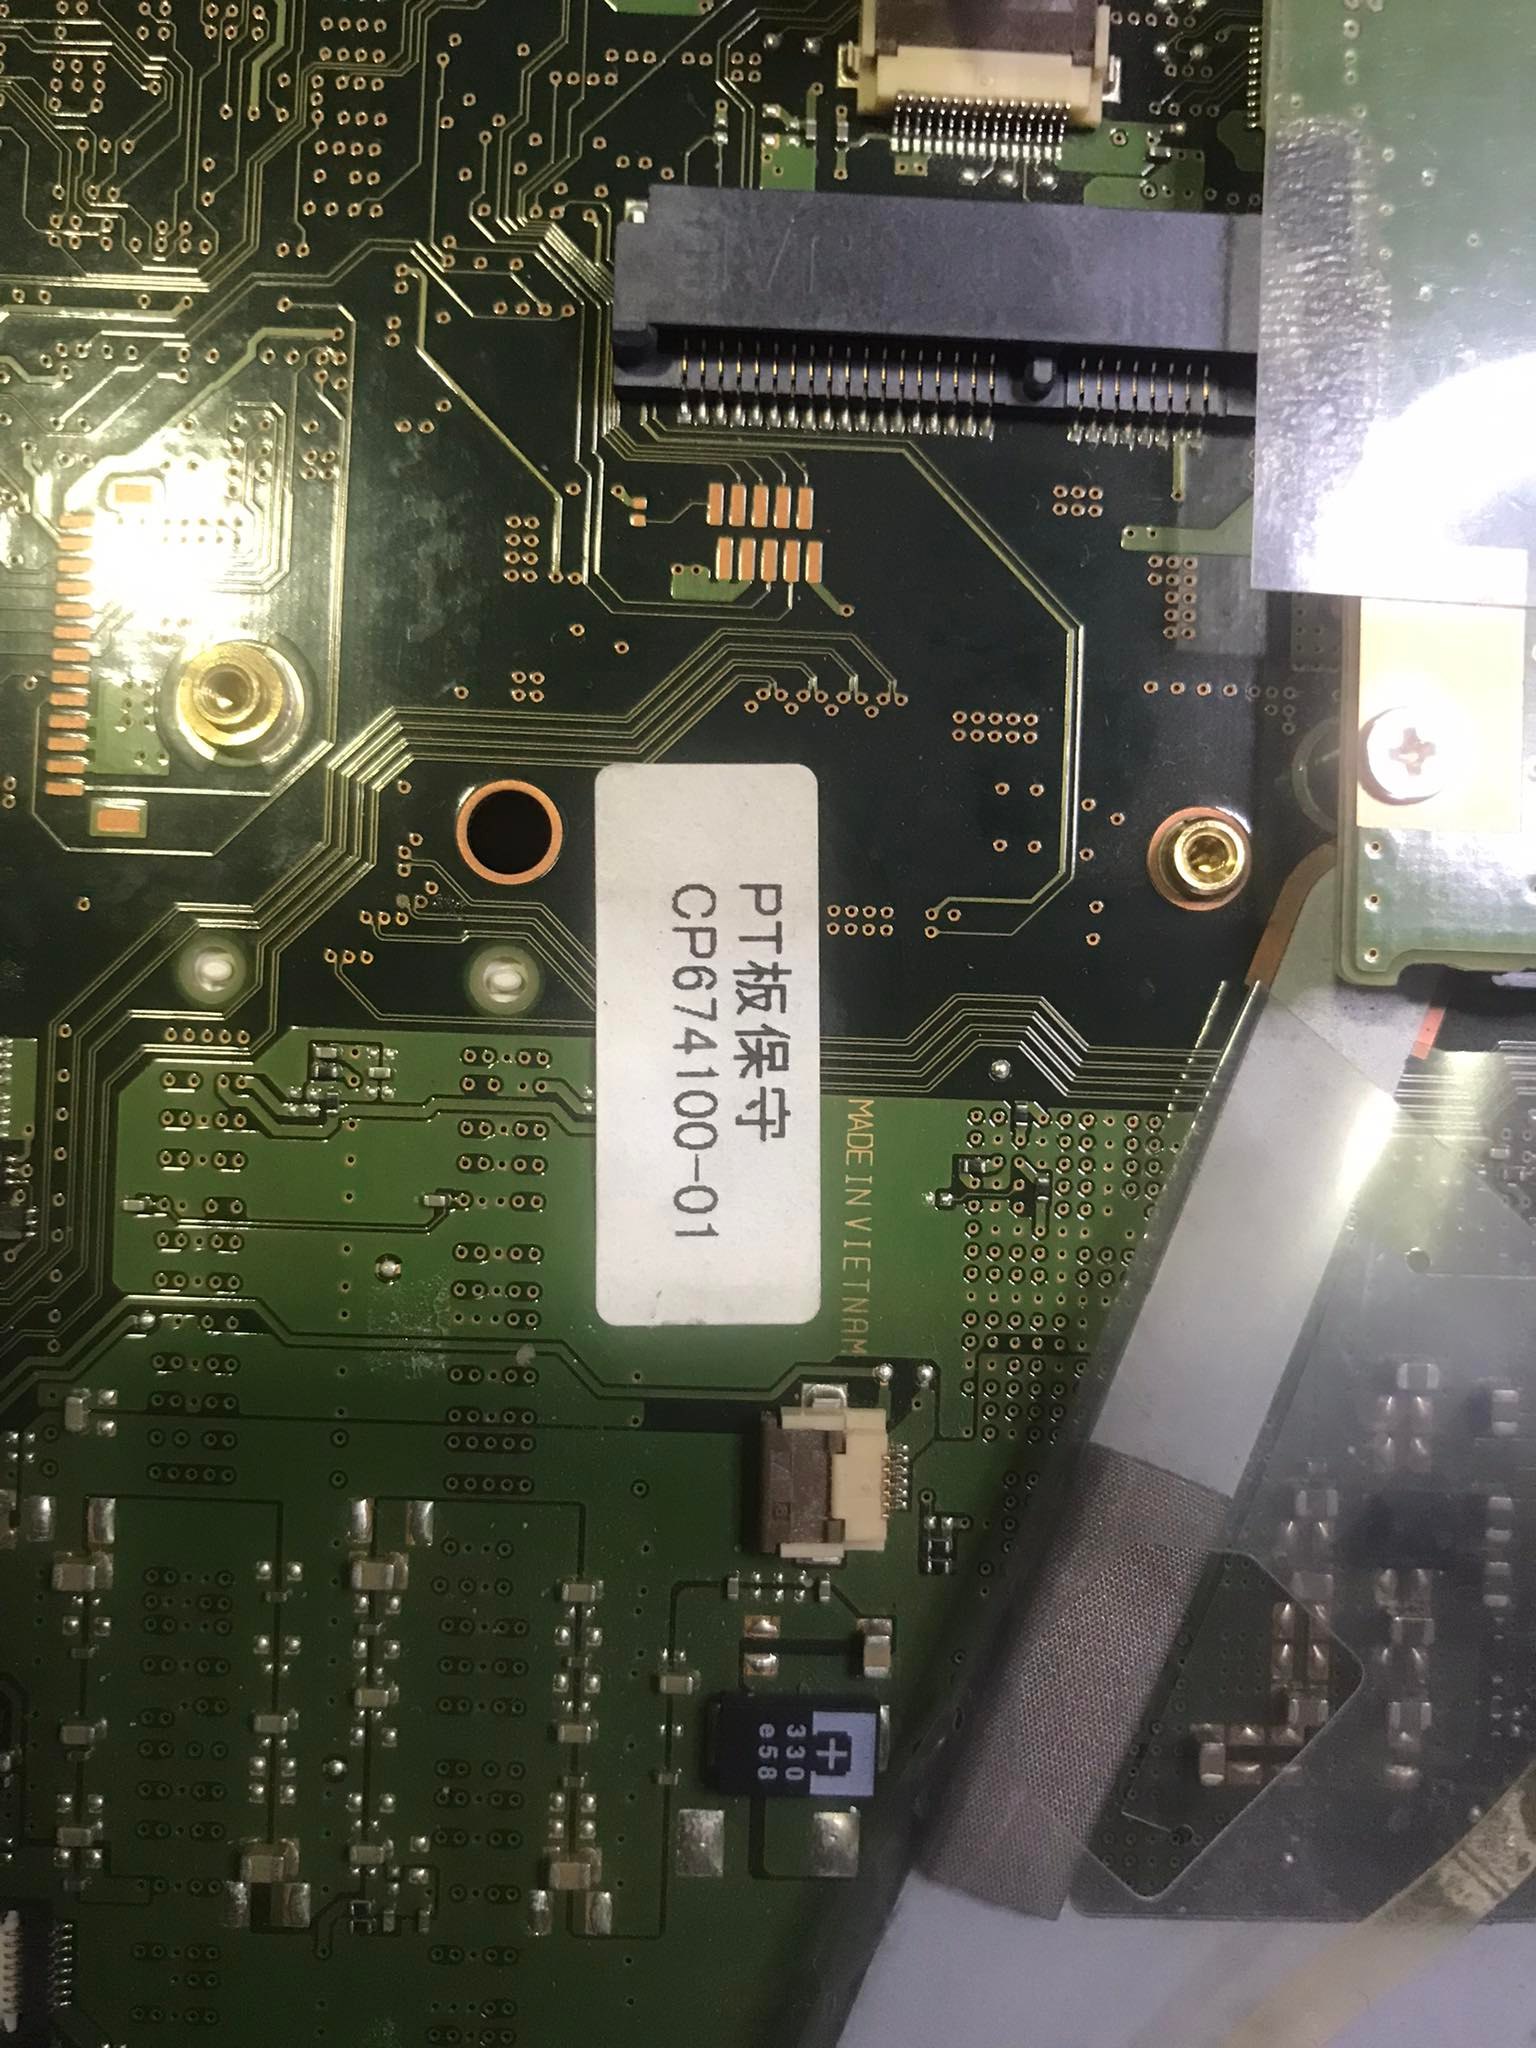 PT板保守
CP674100-01
MADE IN VIETNAM
330
e58